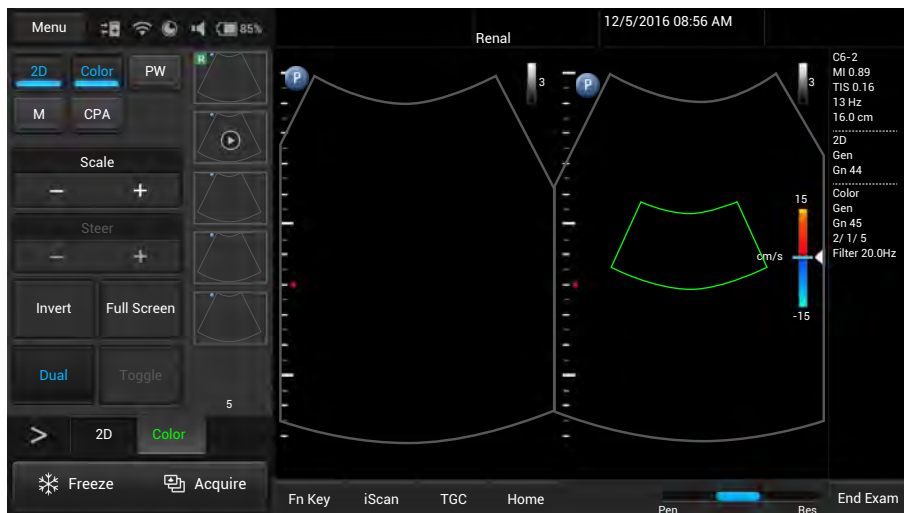 Menu
85%
12/5/2016 08:56 AM
Renal
2D Color PW
M CPA
R
Scale
− +
Steer
− +
Invert Full Screen
Dual Toggle
5
> 2D Color
Freeze Acquire
P
3
P
3
15
cm/s
-15
C6-2
MI 0.89
TIS 0.16
13 Hz
16.0 cm
2D
Gen
Gn 44
Color
Gen
Gn 45
2/ 1/ 5
Filter 20.0Hz
Fn Key iScan TGC Home
Pen Res
End Exam